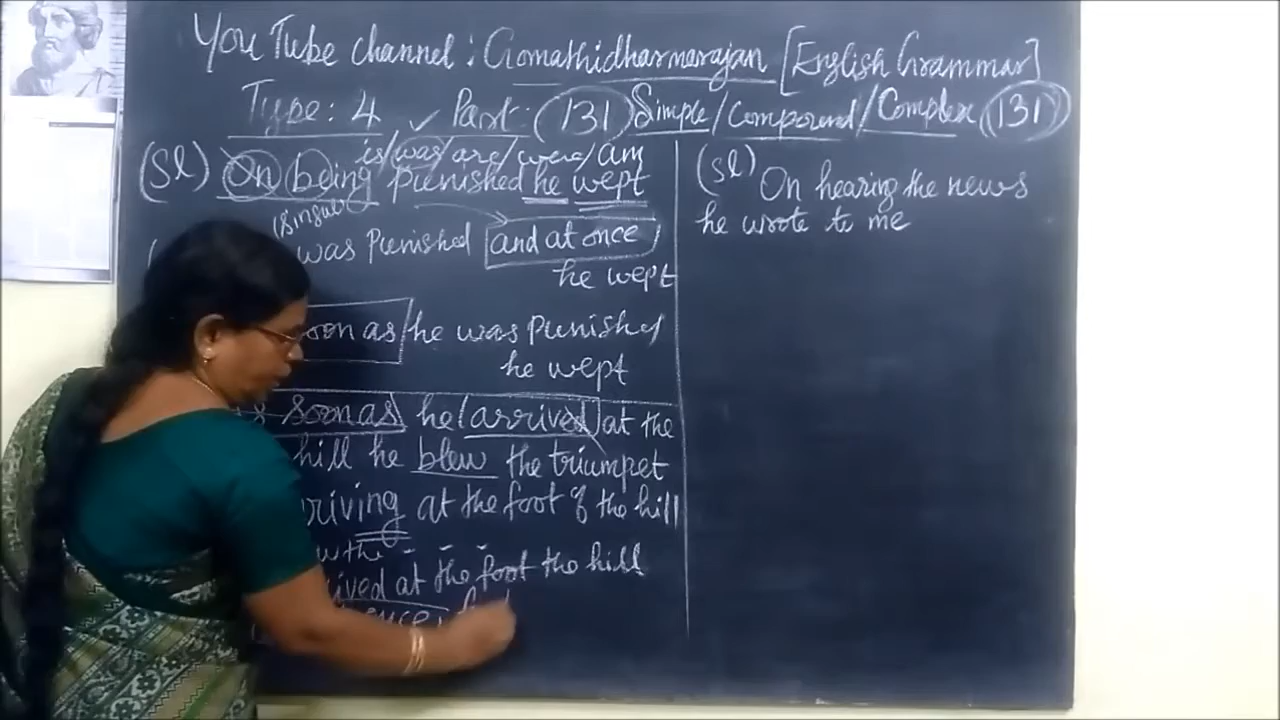 You Tube channel: Gomathidharmarajan [English Grammar]
Type: 4 ✓ Part: 131 Simple/Compound/Complex 131
is/was/are/were/am
(Sl) On being punished he wept
(Singular
was Punished and at once
he wept
soon as he was punished
he wept
soon as he (arrived) at the
hill he blew the triumpet
riving at the foot of the hill
the - - -
ived at the foot the hill
(Sl) On hearing the news
he wrote to me